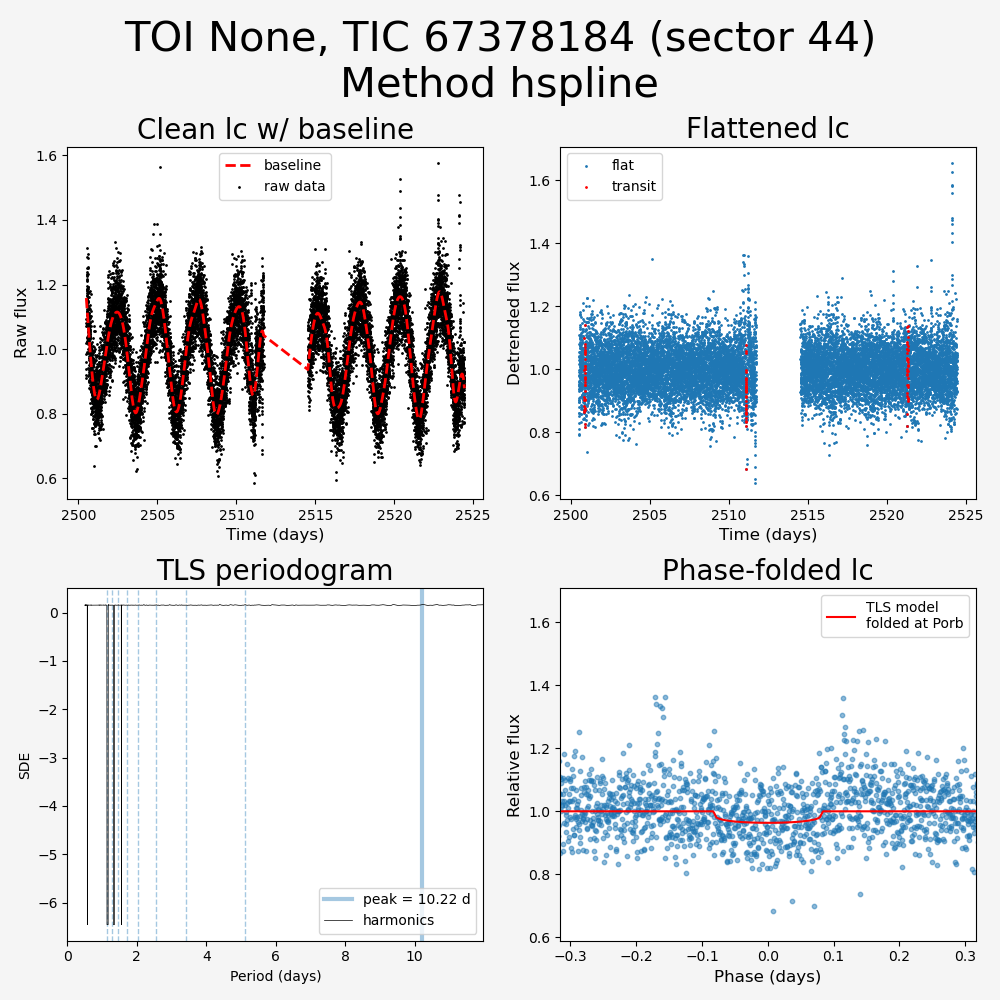 TOI None, TIC 67378184 (sector 44)
Method hspline
Clean lc w/ baseline
Flattened lc
baseline
raw data
flat
transit
Raw flux
1.6
1.4
1.2
1.0
0.8
0.6
2500
2505
2510
2515
2520
2525
Time (days)
Detrended flux
1.6
1.4
1.2
1.0
0.8
0.6
2500
2505
2510
2515
2520
2525
Time (days)
TLS periodogram
Phase-folded lc
SDE
0
−1
−2
−3
−4
−5
−6
peak = 10.22 d
harmonics
0
2
4
6
8
10
Period (days)
TLS model
folded at Porb
Relative flux
1.6
1.4
1.2
1.0
0.8
0.6
−0.3
−0.2
−0.1
0.0
0.1
0.2
0.3
Phase (days)